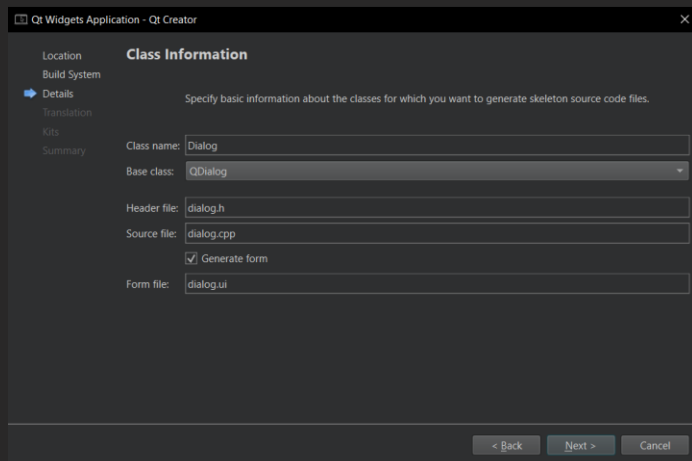 Qt Widgets Application - Qt Creator
Location
Build System
Details
Translation
Kits
Summary
Class Information
Specify basic information about the classes for which you want to generate skeleton source code files.
Class name: Dialog
Base class: QDialog
Header file: dialog.h
Source file: dialog.cpp
Generate form
Form file: dialog.ui
< Back Next > Cancel